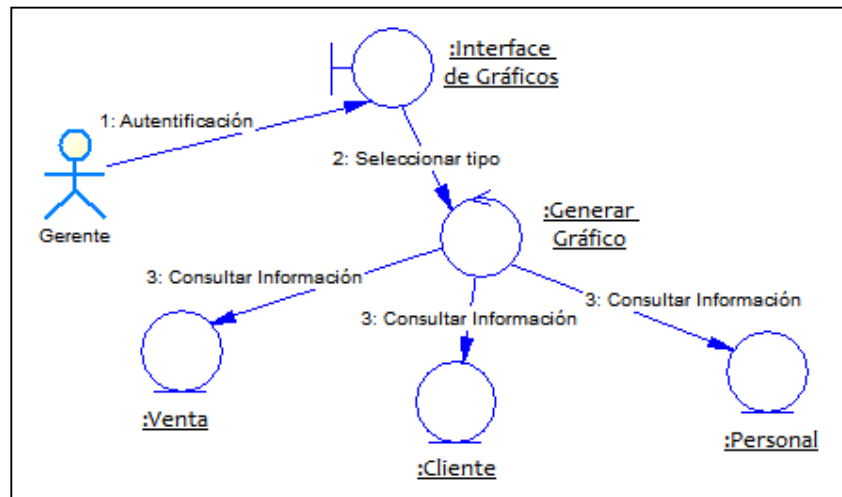 :Interface
de Gráficos
1: Autentificación
2: Seleccionar tipo
Gerente
:Generar
Gráfico
3: Consultar Información
3: Consultar Información
3: Consultar Información
:Venta
:Cliente
:Personal